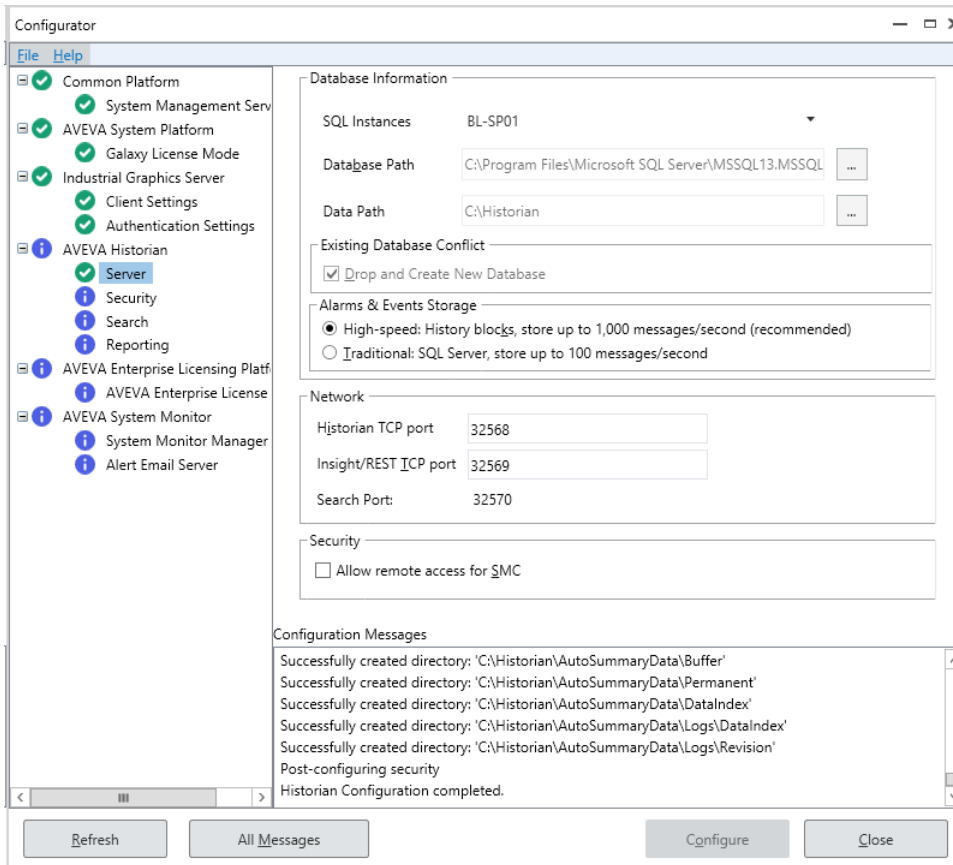 Configurator
File Help
Common Platform
System Management Serv
AVEVA System Platform
Galaxy License Mode
Industrial Graphics Server
Client Settings
Authentication Settings
AVEVA Historian
Server
Security
Search
Reporting
AVEVA Enterprise Licensing Platf
AVEVA Enterprise License
AVEVA System Monitor
System Monitor Manager
Alert Email Server
Database Information
SQL Instances BL-SP01
Database Path C:\Program Files\Microsoft SQL Server\MSSQL13.MSSQL ...
Data Path C:\Historian ...
Existing Database Conflict
Drop and Create New Database
Alarms & Events Storage
High-speed: History blocks, store up to 1,000 messages/second (recommended)
Traditional: SQL Server, store up to 100 messages/second
Network
Historian TCP port 32568
Insight/REST TCP port 32569
Search Port: 32570
Security
Allow remote access for SMC
Configuration Messages
Successfully created directory: 'C:\Historian\AutoSummaryData\Buffer'
Successfully created directory: 'C:\Historian\AutoSummaryData\Permanent'
Successfully created directory: 'C:\Historian\AutoSummaryData\DataIndex'
Successfully created directory: 'C:\Historian\AutoSummaryData\Logs\DataIndex'
Successfully created directory: 'C:\Historian\AutoSummaryData\Logs\Revision'
Post-configuring security
Historian Configuration completed.
Refresh All Messages Configure Close